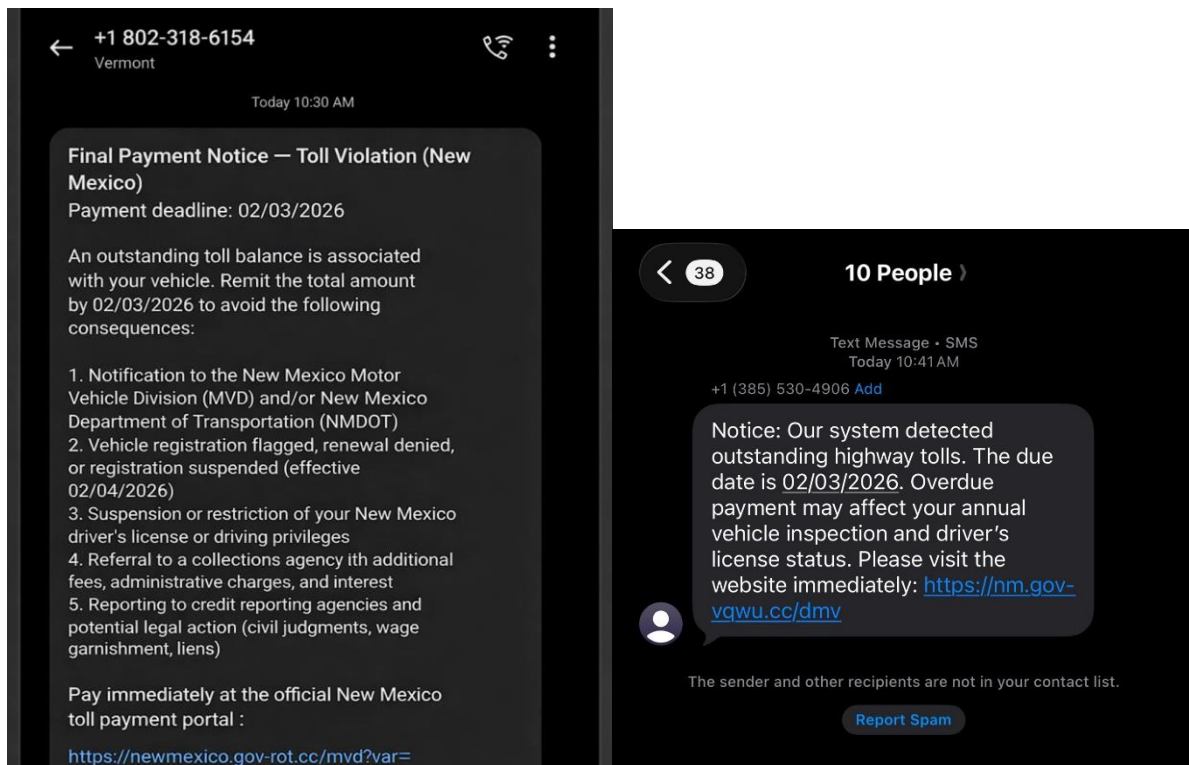 +1 802-318-6154
Vermont
Today 10:30 AM
Final Payment Notice — Toll Violation (New
Mexico)
Payment deadline: 02/03/2026
An outstanding toll balance is associated
with your vehicle. Remit the total amount
by 02/03/2026 to avoid the following
consequences:
1. Notification to the New Mexico Motor
Vehicle Division (MVD) and/or New Mexico
Department of Transportation (NMDOT)
2. Vehicle registration flagged, renewal denied,
or registration suspended (effective
02/04/2026)
3. Suspension or restriction of your New Mexico
driver's license or driving privileges
4. Referral to a collections agency ith additional
fees, administrative charges, and interest
5. Reporting to credit reporting agencies and
potential legal action (civil judgments, wage
garnishment, liens)
Pay immediately at the official New Mexico
toll payment portal :
https://newmexico.gov-rot.cc/mvd?var=
38
10 People
Text Message • SMS
Today 10:41 AM
+1 (385) 530-4906 Add
Notice: Our system detected
outstanding highway tolls. The due
date is 02/03/2026. Overdue
payment may affect your annual
vehicle inspection and driver's
license status. Please visit the
website immediately: https://nm.gov-
vqwu.cc/dmv
The sender and other recipients are not in your contact list.
Report Spam